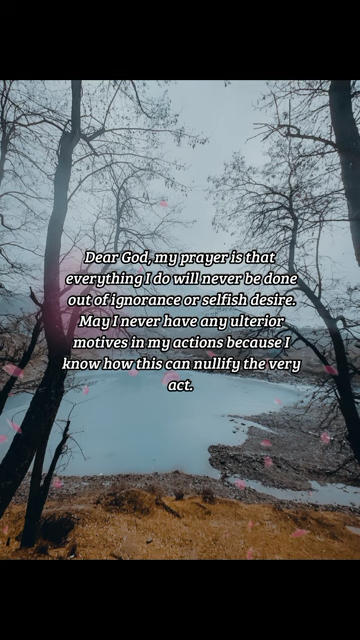 Dear God, my prayer is that
everything I do will never be done
out of ignorance or selfish desire.
May I never have any ulterior
motives in my actions because I
know how this can nullify the very
act.